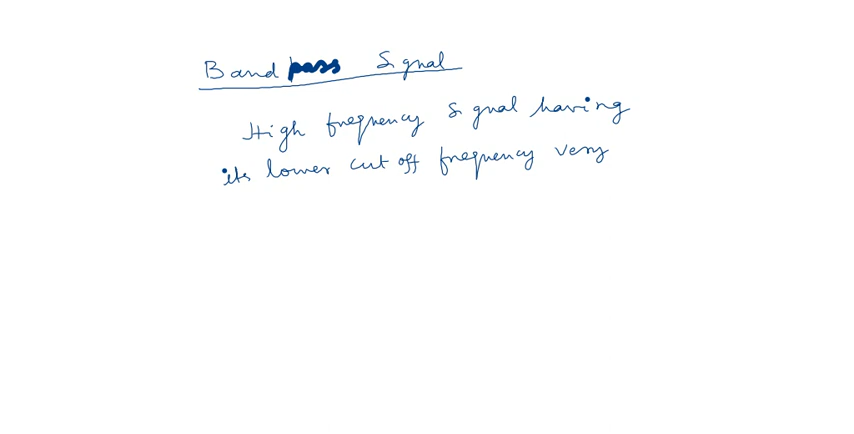 Band pass Signal
High frequency Signal having
its lower cut off frequency very